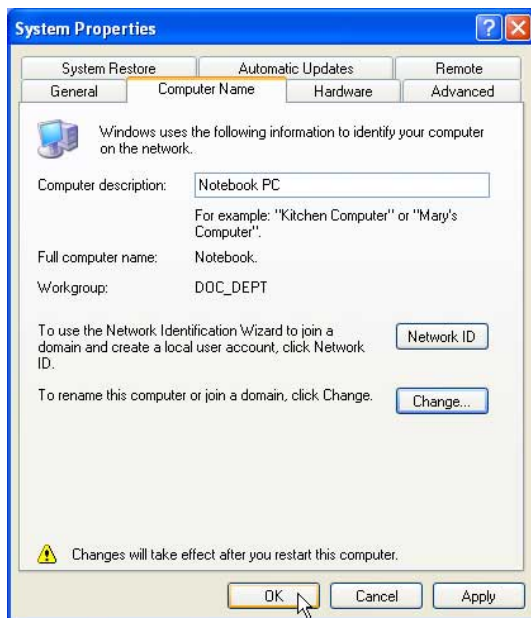 System Properties
System Restore
Automatic Updates
Remote
General
Computer Name
Hardware
Advanced
Windows uses the following information to identify your computer
on the network.
Computer description:
Notebook PC
For example: "Kitchen Computer" or "Mary's
Computer".
Full computer name:
Notebook.
Workgroup:
DOC_DEPT
To use the Network Identification Wizard to join a
domain and create a local user account, click Network
ID.
Network ID
To rename this computer or join a domain, click Change.
Change...
Changes will take effect after you restart this computer.
OK
Cancel
Apply